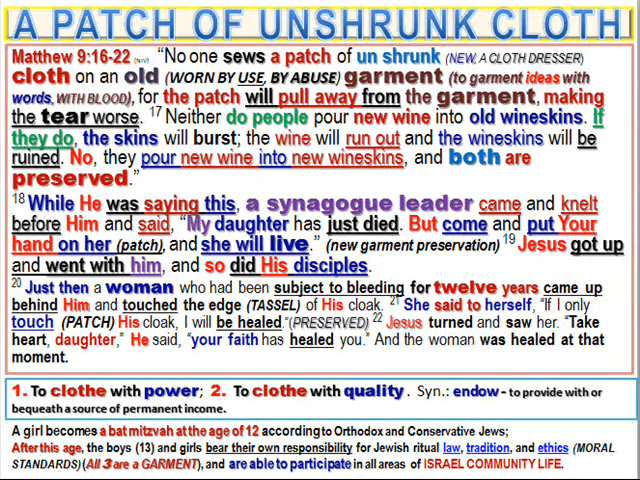 A PATCH OF UNSHRUNK CLOTH
Matthew 9:16-22 (NIV) "No one sews a patch of un shrunk (NEW, A CLOTH DRESSER)
cloth on an old (WORN BY USE, BY ABUSE) garment (to garment ideas with
words, WITH BLOOD), for the patch will pull away from the garment, making
the tear worse. 17 Neither do people pour new wine into old wineskins. If
they do, the skins will burst; the wine will run out and the wineskins will be
ruined. No, they pour new wine into new wineskins, and both are
preserved."
18 While He was saying this, a synagogue leader came and knelt
before Him and said, "My daughter has just died. But come and put Your
hand on her (patch), and she will live." (new garment preservation) 19 Jesus got up
and went with him, and so did His disciples.
20 Just then a woman who had been subject to bleeding for twelve years came up
behind Him and touched the edge (TASSEL) of His cloak. 21 She said to herself, "If I only
touch (PATCH) His cloak, I will be healed."(PRESERVED) 22 Jesus turned and saw her. "Take
heart, daughter," He said, "your faith has healed you." And the woman was healed at that
moment.
1. To clothe with power; 2. To clothe with quality . Syn.: endow - to provide with or
bequeath a source of permanent income.
A girl becomes a bat mitzvah at the age of 12 according to Orthodox and Conservative Jews;
After this age, the boys (13) and girls bear their own responsibility for Jewish ritual law, tradition, and ethics (MORAL
STANDARDS) (All 3 are a GARMENT), and are able to participate in all areas of ISRAEL COMMUNITY LIFE.